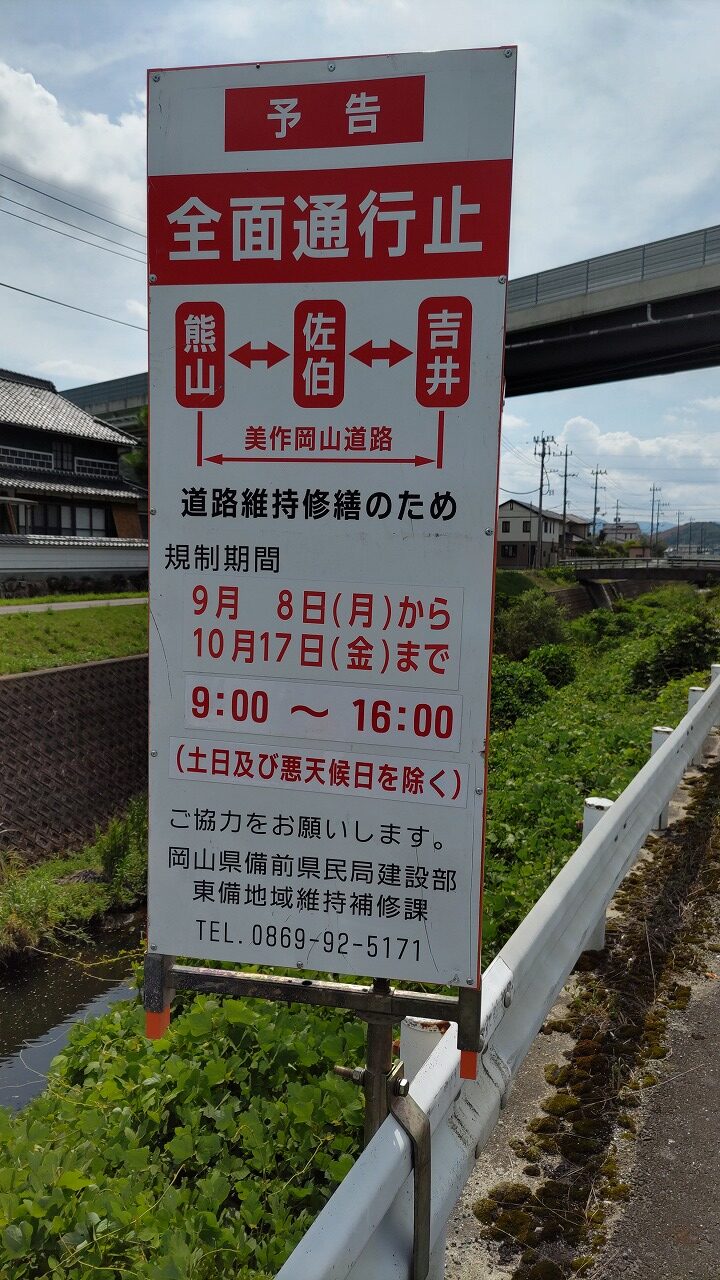 予告
全面通行止
熊山 ↔ 佐伯 ↔ 吉井
美作岡山道路
道路維持修繕のため
規制期間
9月 8日(月)から
10月17日(金)まで
9:00 ～ 16:00
(土日及び悪天候日を除く)
ご協力をお願いします。
岡山県備前県民局建設部
東備地域維持補修課
TEL. 0869-92-5171